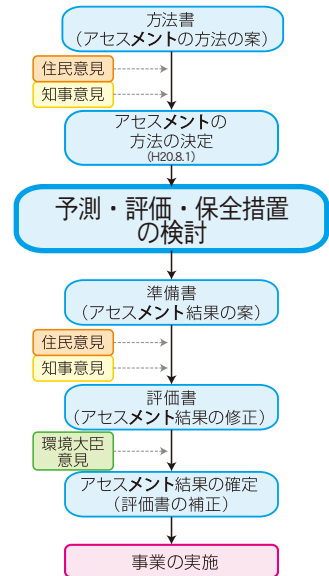 方法書
（アセスメントの方法の案）
住民意見
知事意見
アセスメントの
方法の決定
(H20.8.1)
予測・評価・保全措置
の検討
準備書
（アセスメント結果の案）
住民意見
知事意見
評価書
（アセスメント結果の修正）
環境大臣
意見
アセスメント結果の確定
（評価書の補正）
事業の実施